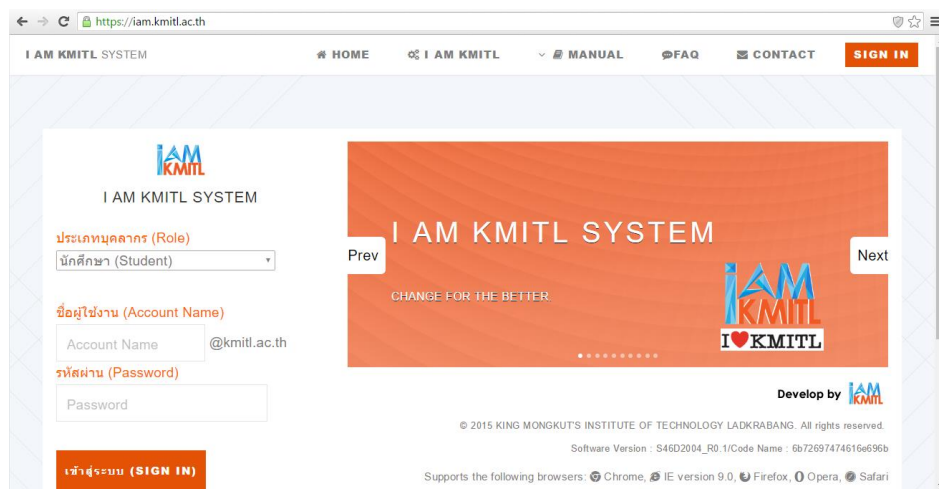 https://iam.kmitl.ac.th
I AM KMITL SYSTEM
HOME
I AM KMITL
MANUAL
FAQ
CONTACT
SIGN IN
iAM
KMITL
I AM KMITL SYSTEM
ประเภทบุคลากร (Role)
นักศึกษา (Student)
ชื่อผู้ใช้งาน (Account Name)
Account Name
@kmitl.ac.th
รหัสผ่าน (Password)
Password
เข้าสู่ระบบ (SIGN IN)
Prev
I AM KMITL SYSTEM
CHANGE FOR THE BETTER.
iAM
KMITL
I KMITL
Next
Develop by iAM KMITL
© 2015 KING MONGKUT'S INSTITUTE OF TECHNOLOGY LADKRABANG. All rights reserved.
Software Version : S46D2004_R0.1/Code Name : 6b72697474616e696b
Supports the following browsers: Chrome, IE version 9.0, Firefox, Opera, Safari